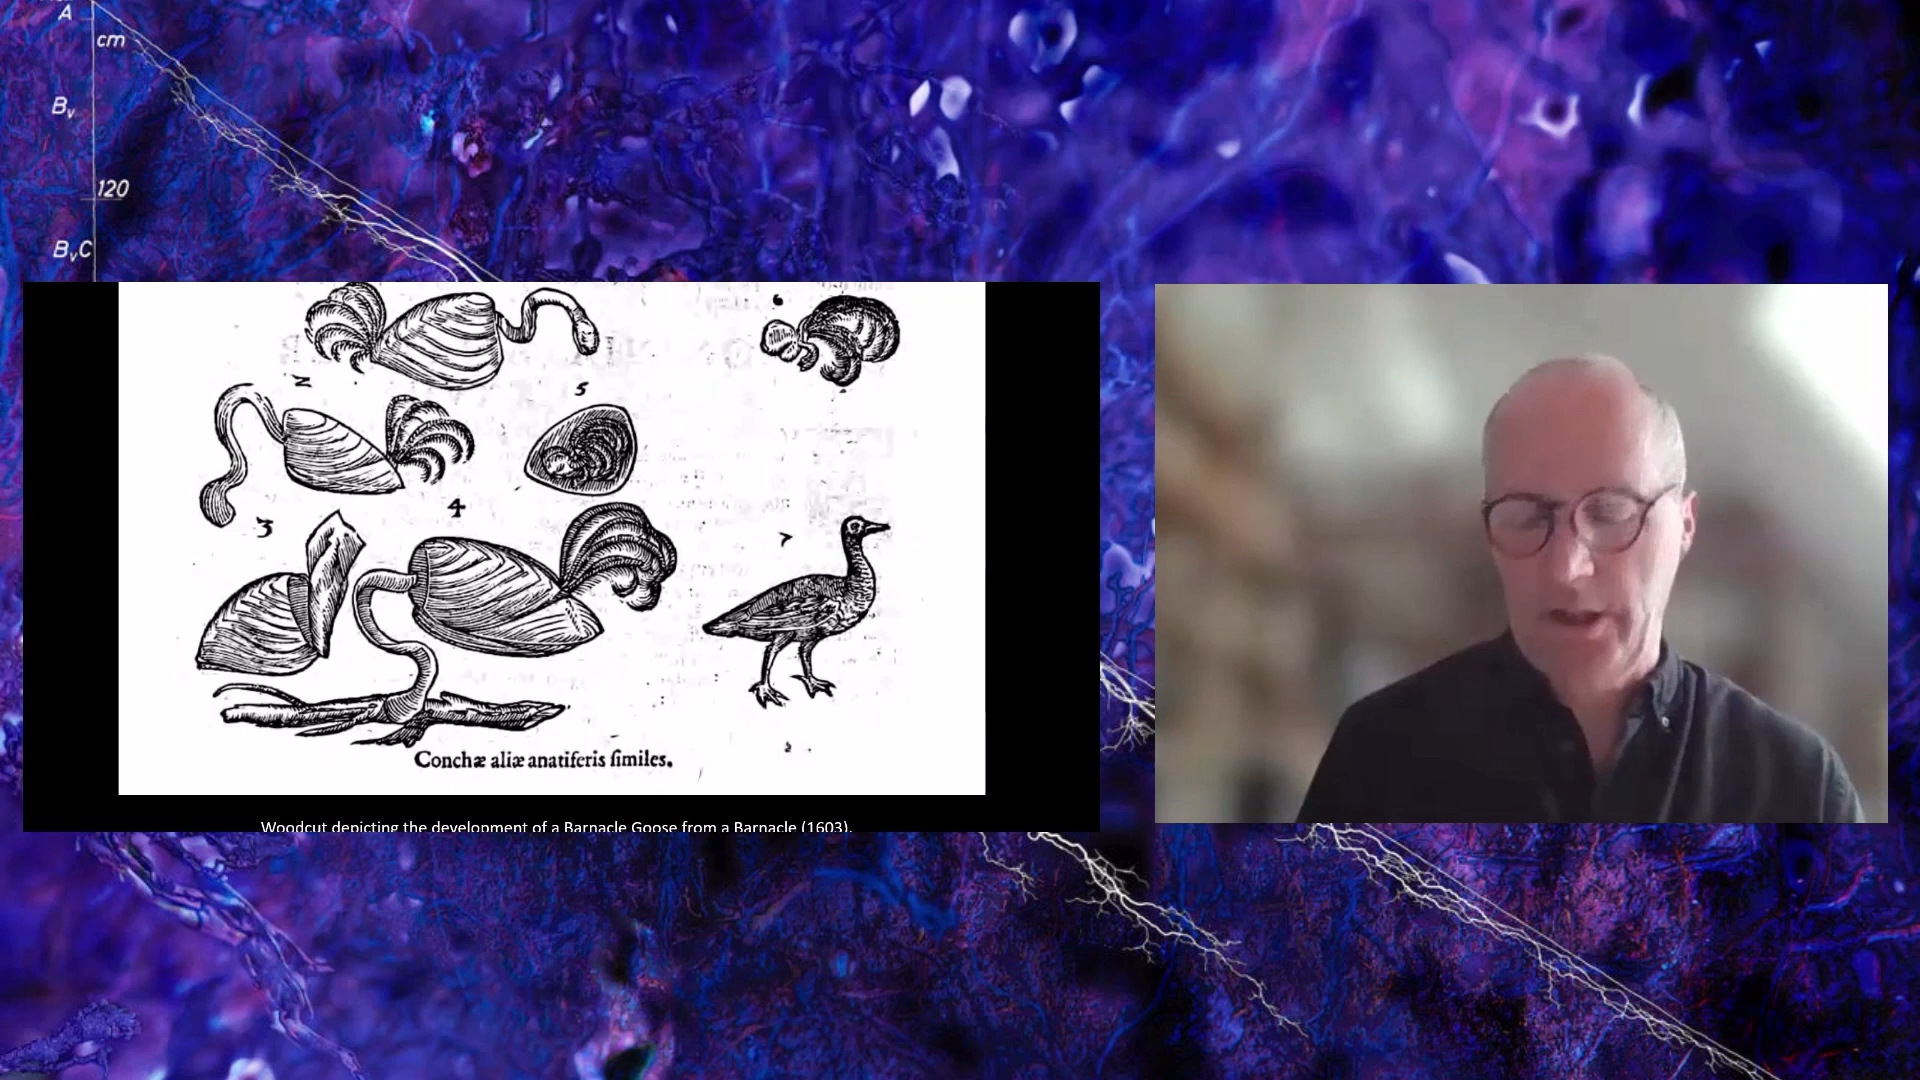 A
cm
Bv
120
BvC
6
2
5
3
4
7
Conchæ aliæ anatiferis ſimiles.
Woodcut depicting the development of a Barnacle Goose from a Barnacle (1603).